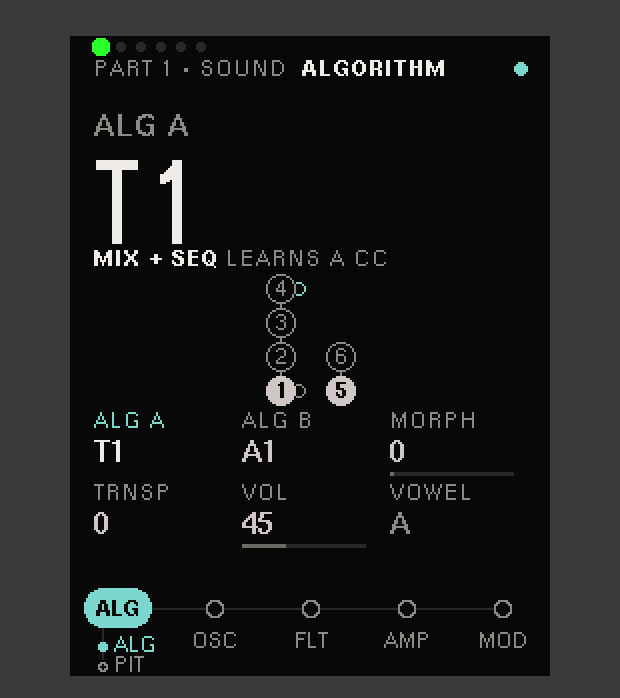 PART 1 · SOUND ALGORITHM
ALG A
T1
MIX + SEQ LEARNS A CC
4
3
2 6
1 5
ALG A ALG B MORPH
T1 A1 0
TRNSP VOL VOWEL
0 45 A
ALG OSC FLT AMP MOD
ALG
PIT